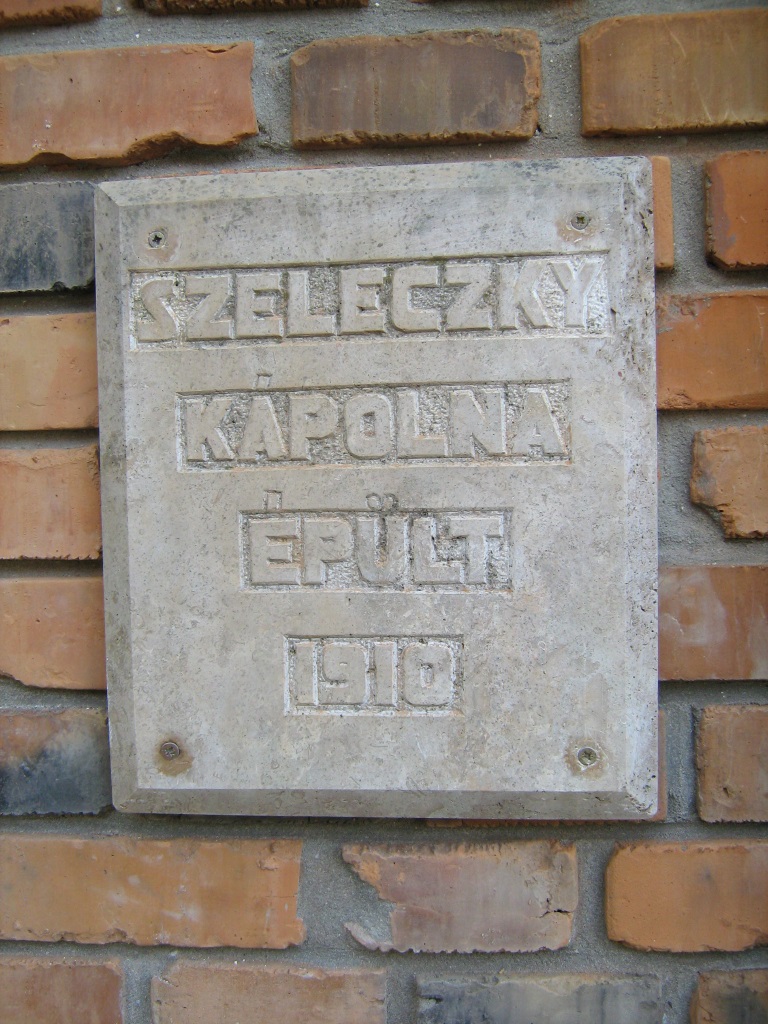 SZELECZKY
KÁPOLNA
ÉPÜLT
1910